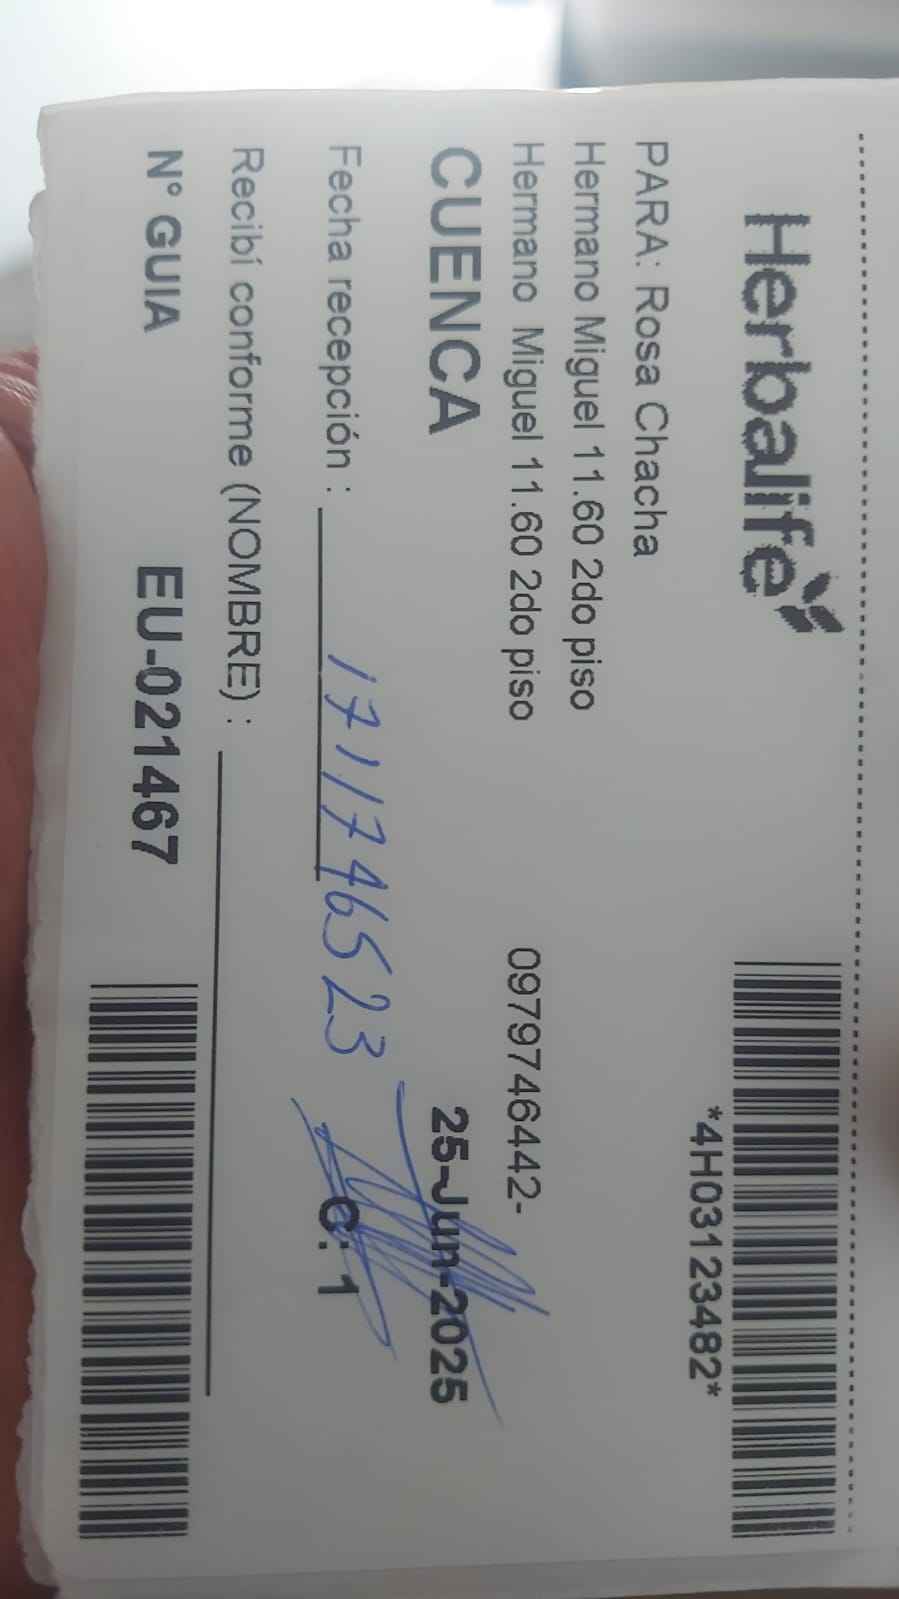 Herbalife
*4H03123482*
PARA: Rosa Chacha
Hermano Miguel 11.60 2do piso
Hermano Miguel 11.60 2do piso 0979746442-
CUENCA 25-Jun-2025
Fecha recepción : 1711746523 C: 1
Recibí conforme (NOMBRE) :
N° GUIA EU-021467